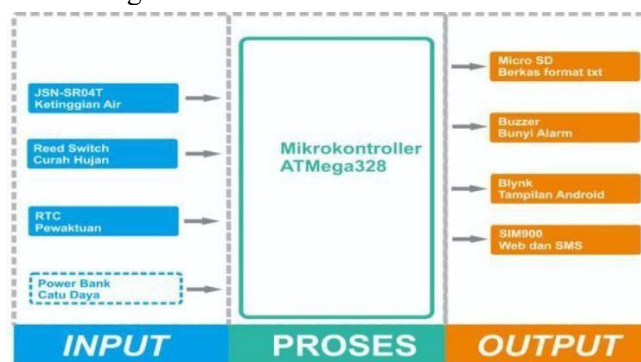 JSN-SR04T
Ketinggian Air
Reed Switch
Curah Hujan
RTC
Pewaktuan
Power Bank
Catu Daya
INPUT
Mikrokontroller
ATMega328
PROSES
Micro SD
Berkas format txt
Buzzer
Bunyi Alarm
Blynk
Tampilan Android
SIM900
Web dan SMS
OUTPUT